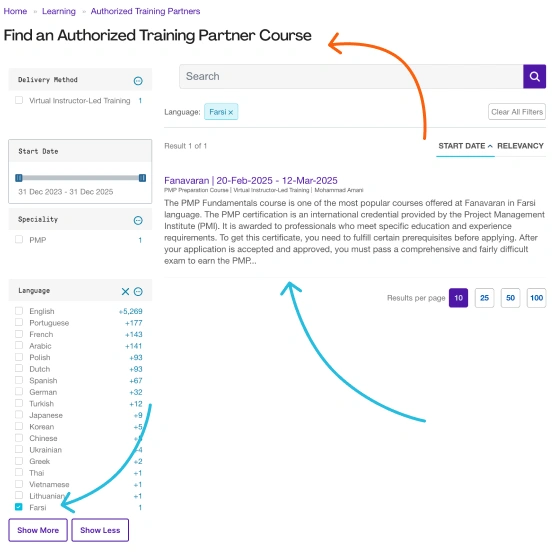 Home » Learning » Authorized Training Partners
Find an Authorized Training Partner Course
Delivery Method
Virtual Instructor-Led Training 1
Start Date
31 Dec 2023 - 31 Dec 2025
Speciality
PMP 1
Language
English +5,269
Portuguese +177
French +143
Arabic +141
Polish +93
Dutch +93
Spanish +67
German +32
Turkish +12
Japanese +9
Korean +5
Chinese
Ukrainian +4
Greek +2
Thai +1
Vietnamese +1
Lithuanian +1
Farsi 1
Show More Show Less
Search
Language: Farsi × Clear All Filters
Result 1 of 1 START DATE RELEVANCY
Fanavaran | 20-Feb-2025 - 12-Mar-2025
PMP Preparation Course | Virtual Instructor-Led Training | Mohammad Amani
The PMP Fundamentals course is one of the most popular courses offered at Fanavaran in Farsi
language. The PMP certification is an international credential provided by the Project Management
Institute (PMI). It is awarded to professionals who meet specific education and experience
requirements. To get this certificate, you need to fulfill certain prerequisites before applying. After
your application is accepted and approved, you must pass a comprehensive and fairly difficult
exam to earn the PMP...
Results per page 10 25 50 100